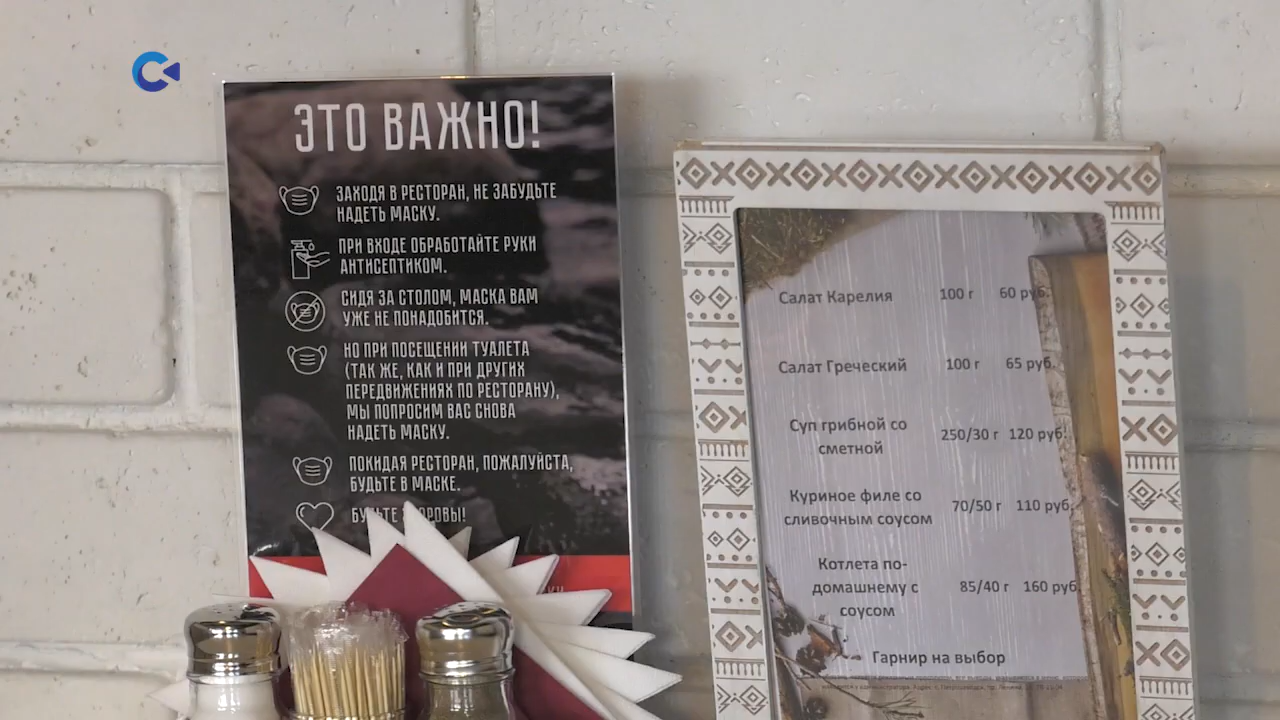 ЭТО ВАЖНО!
ЗАХОДЯ В РЕСТОРАН, НЕ ЗАБУДЬТЕ
НАДЕТЬ МАСКУ.
ПРИ ВХОДЕ ОБРАБОТАЙТЕ РУКИ
АНТИСЕПТИКОМ.
СИДЯ ЗА СТОЛОМ, МАСКА ВАМ
УЖЕ НЕ ПОНАДОБИТСЯ.
НО ПРИ ПОСЕЩЕНИИ ТУАЛЕТА
(ТАК ЖЕ, КАК И ПРИ ДРУГИХ
ПЕРЕДВИЖЕНИЯХ ПО РЕСТОРАНУ),
МЫ ПОПРОСИМ ВАС СНОВА
НАДЕТЬ МАСКУ.
ПОКИДАЯ РЕСТОРАН, ПОЖАЛУЙСТА,
БУДЬТЕ В МАСКЕ.
БУДЬТЕ ЗДОРОВЫ!
Салат Карелия 100 г 60 руб.
Салат Греческий 100 г 65 руб.
Суп грибной со
сметной 250/30 г 120 руб.
Куриное филе со
сливочным соусом 70/50 г 110 руб.
Котлета по-
домашнему с 85/40 г 160 руб
соусом
Гарнир на выбор